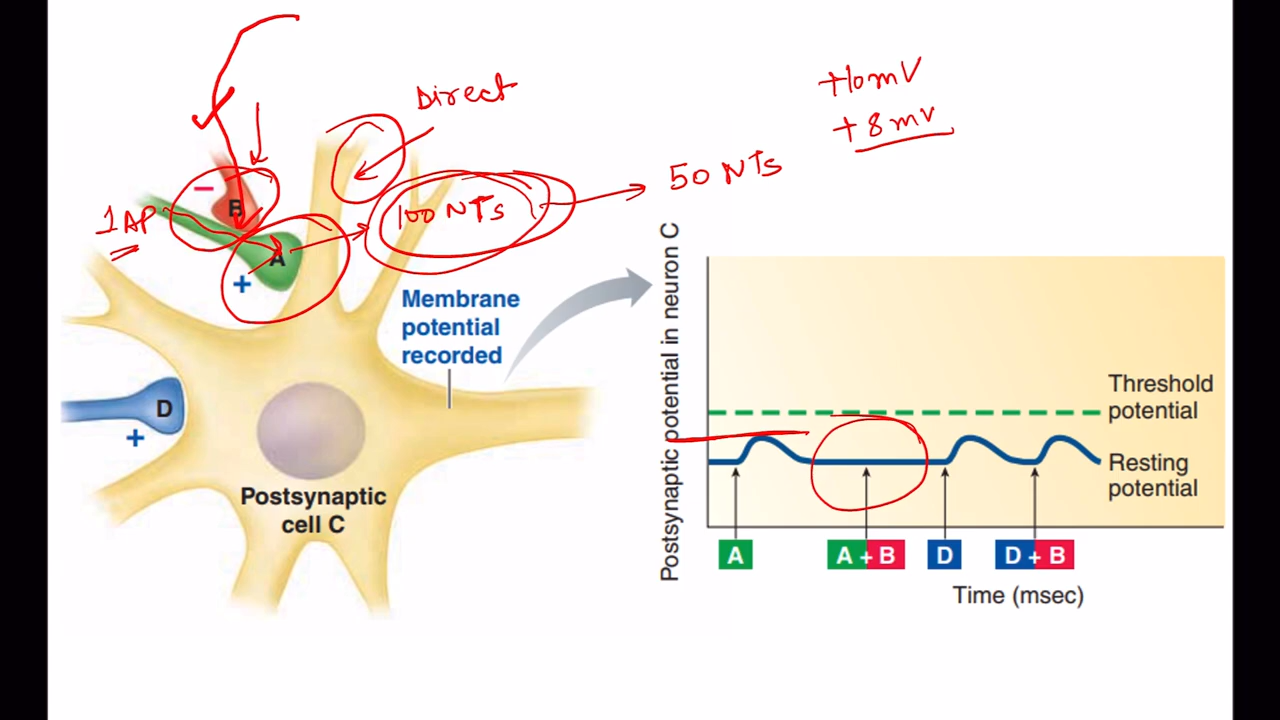 Direct
+10mV
+8mv
50 NTs
100 NTs
1AP
−
B
A
+
Membrane
potential
recorded
D
+
Postsynaptic
cell C
Postsynaptic potential in neuron C
Threshold
potential
Resting
potential
A
A + B
D
D + B
Time (msec)